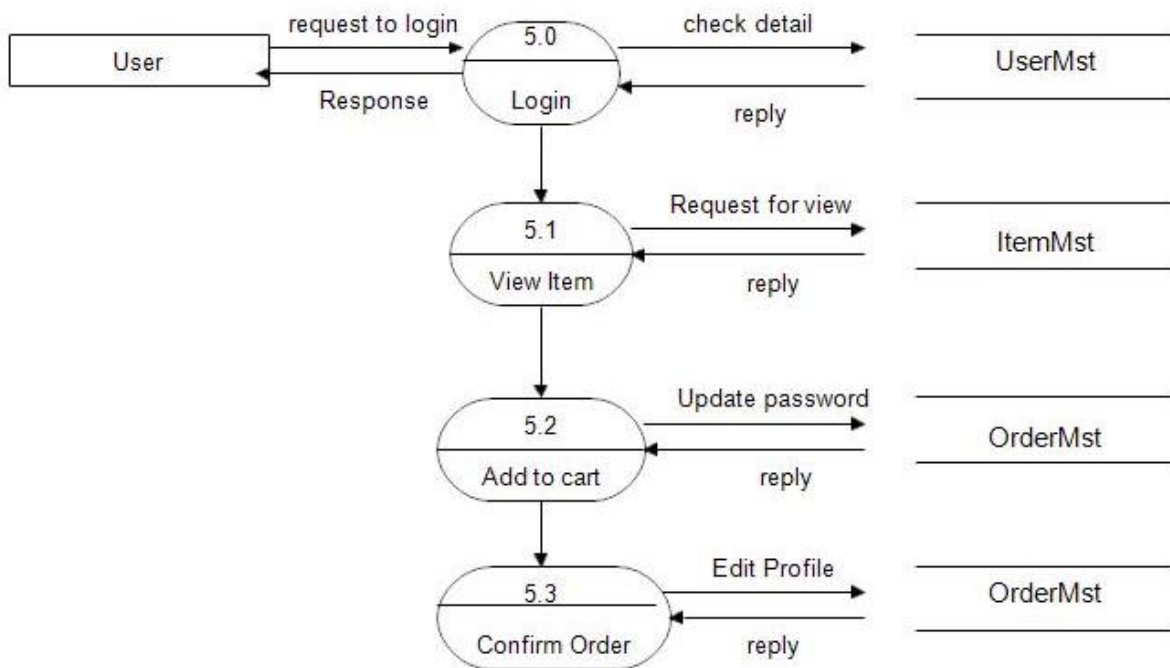 User
request to login
Response
5.0
Login
check detail
reply
UserMst
5.1
View Item
Request for view
reply
ItemMst
5.2
Add to cart
Update password
reply
OrderMst
5.3
Confirm Order
Edit Profile
reply
OrderMst